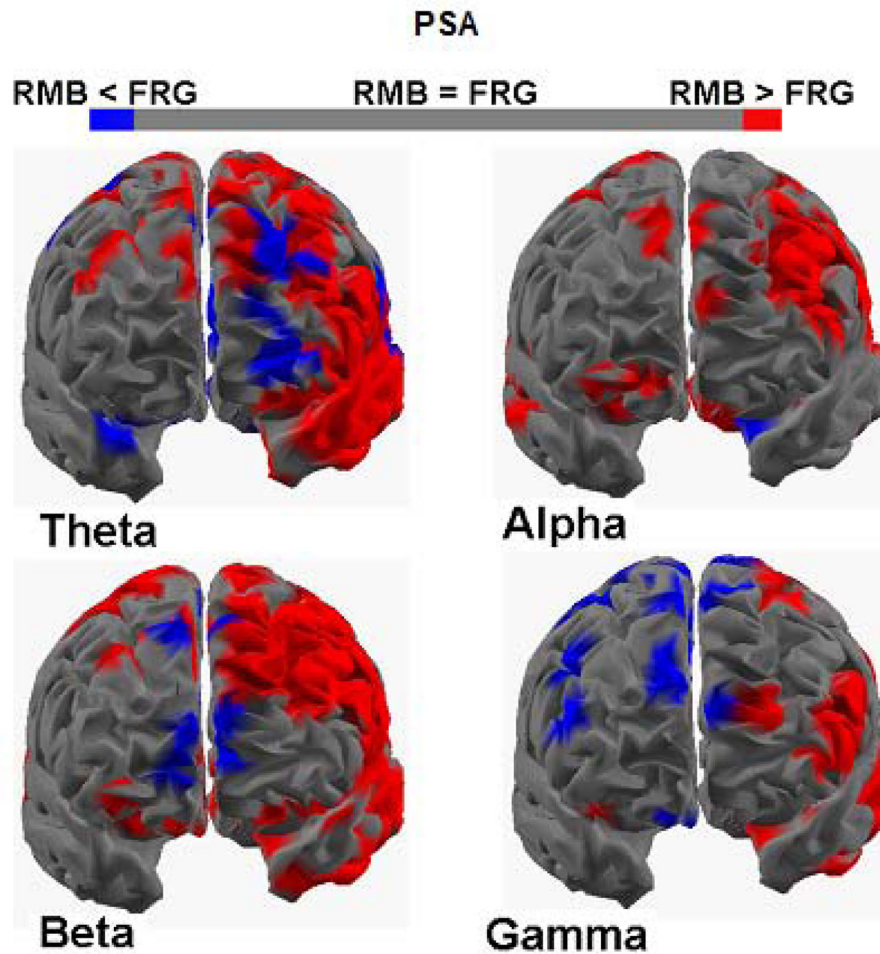 PSA
RMB < FRG RMB = FRG RMB > FRG
Theta Alpha
Beta Gamma